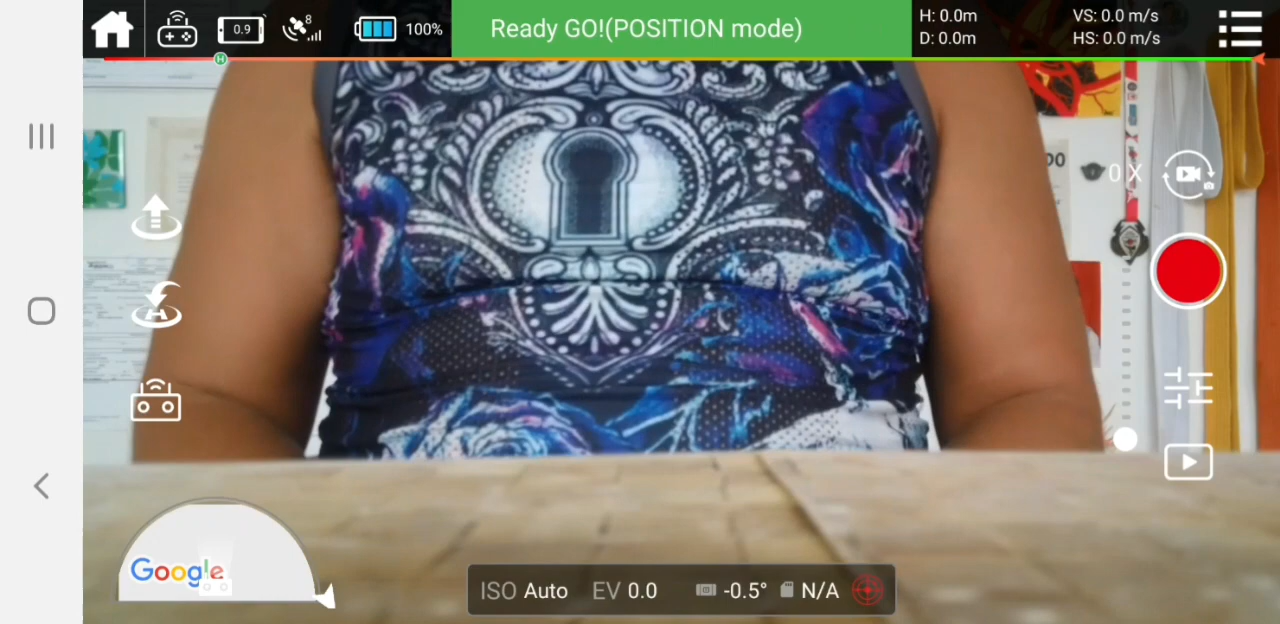 0.9
8
100%
Ready GO!(POSITION mode)
H: 0.0m
VS: 0.0 m/s
D: 0.0m
HS: 0.0 m/s
H
00
0 X
Google
ISO Auto
EV 0.0
-0.5°
N/A